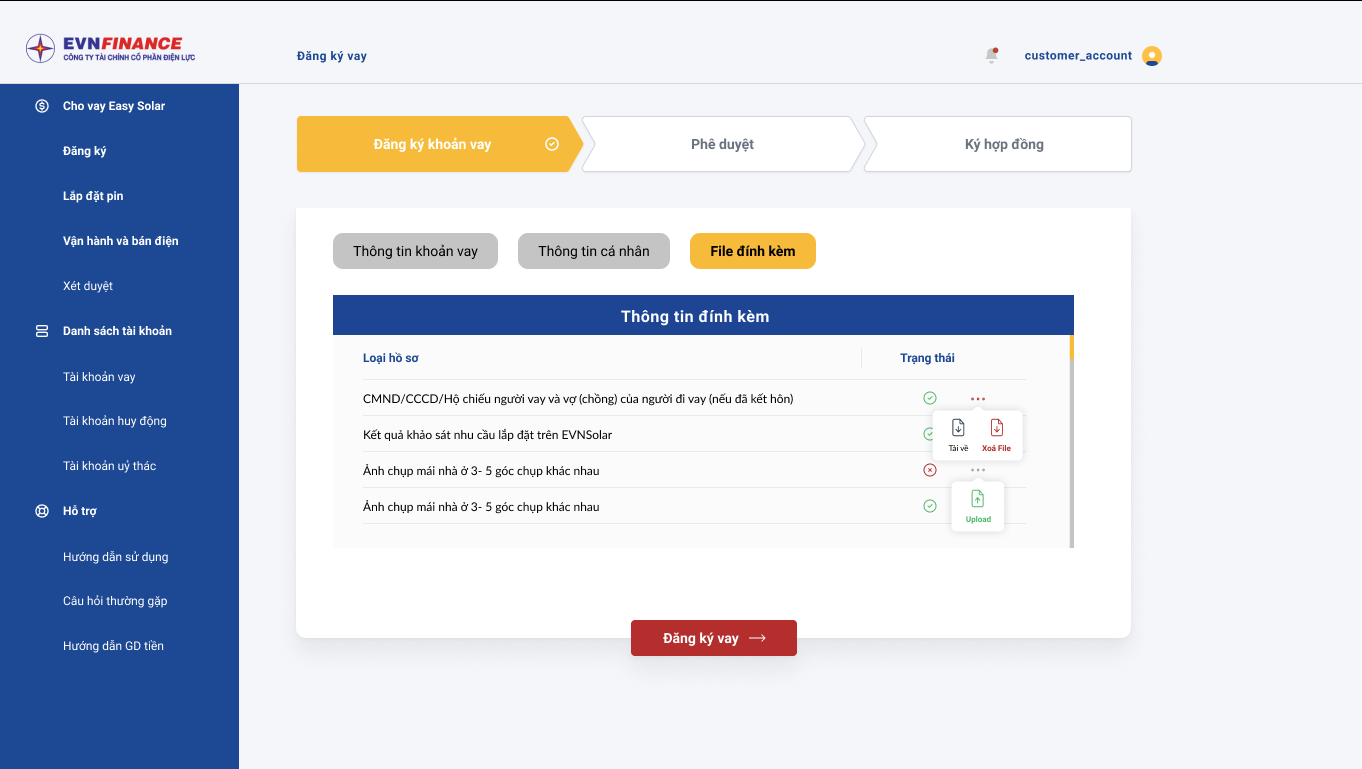 EVNFINANCE
CÔNG TY TÀI CHÍNH CỔ PHẦN ĐIỆN LỰC
Đăng ký vay
customer_account
Cho vay Easy Solar
Đăng ký
Lắp đặt pin
Vận hành và bán điện
Xét duyệt
Danh sách tài khoản
Tài khoản vay
Tài khoản huy động
Tài khoản uỷ thác
Hỗ trợ
Hướng dẫn sử dụng
Câu hỏi thường gặp
Hướng dẫn GD tiền
Đăng ký khoản vay
Phê duyệt
Ký hợp đồng
Thông tin khoản vay
Thông tin cá nhân
File đính kèm
Thông tin đính kèm
Loại hồ sơ
Trạng thái
CMND/CCCD/Hộ chiếu người vay và vợ (chồng) của người đi vay (nếu đã kết hôn)
Kết quả khảo sát nhu cầu lắp đặt trên EVNSolar
Tải về
Xoá File
Ảnh chụp mái nhà ở 3- 5 góc chụp khác nhau
Ảnh chụp mái nhà ở 3- 5 góc chụp khác nhau
Upload
Đăng ký vay